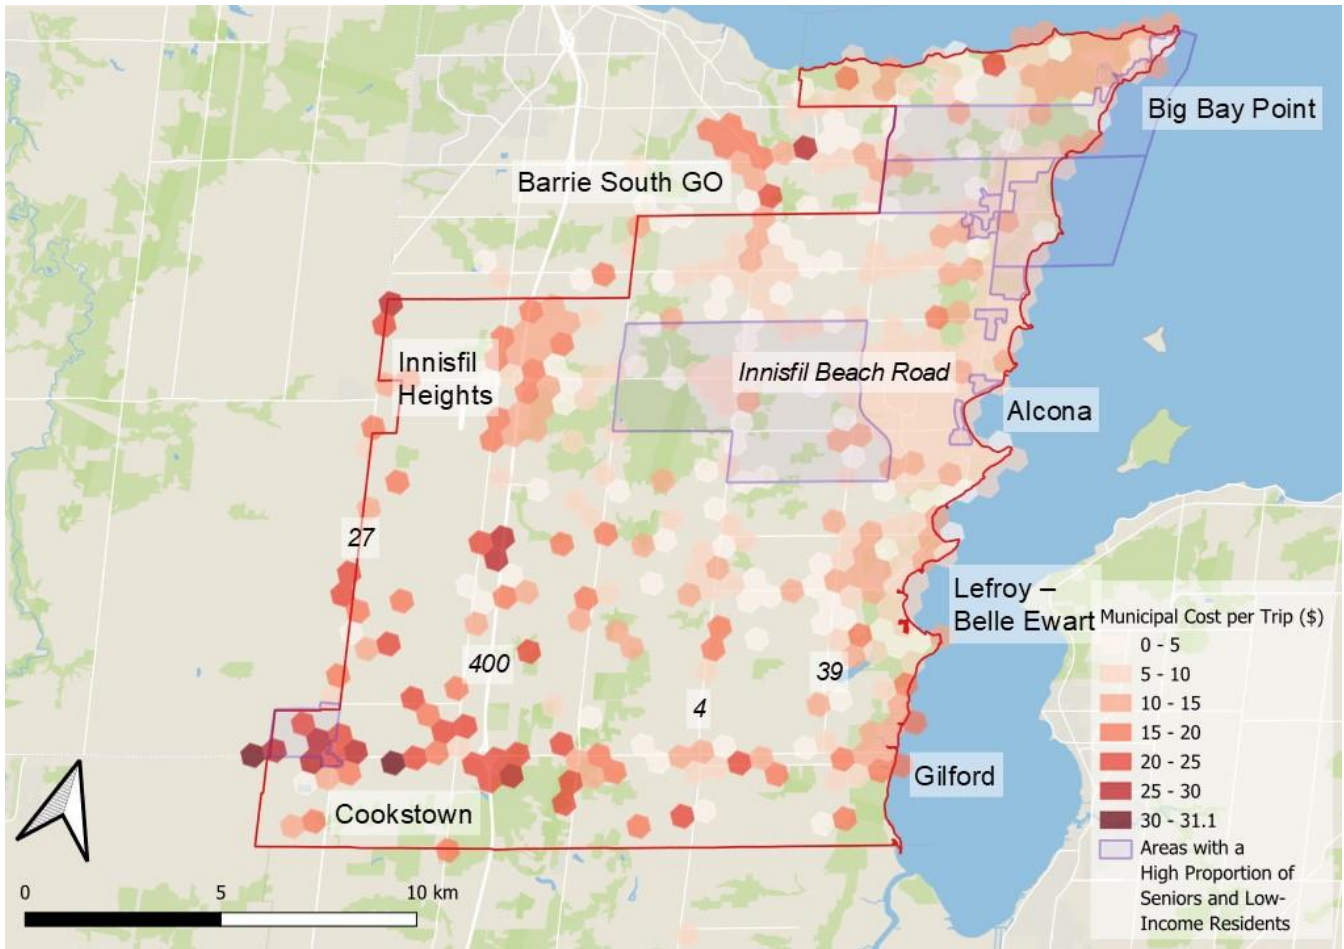 Big Bay Point
Barrie South GO
Innisfil
Heights
Innisfil Beach Road
Alcona
27
Lefroy –
Belle Ewart
400
39
4
Gilford
Cookstown
Municipal Cost per Trip ($)
0 - 5
5 - 10
10 - 15
15 - 20
20 - 25
25 - 30
30 - 31.1
Areas with a
High Proportion of
Seniors and Low-
Income Residents
0 5 10 km